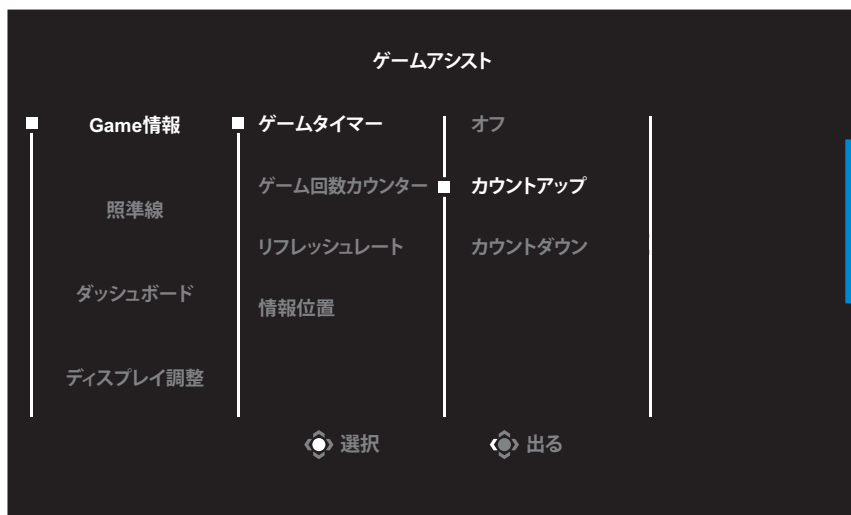 ゲームアシスト
Game情報
照準線
ダッシュボード
ディスプレイ調整
ゲームタイマー
ゲーム回数カウンター
リフレッシュレート
情報位置
オフ
カウントアップ
カウントダウン
選択
出る